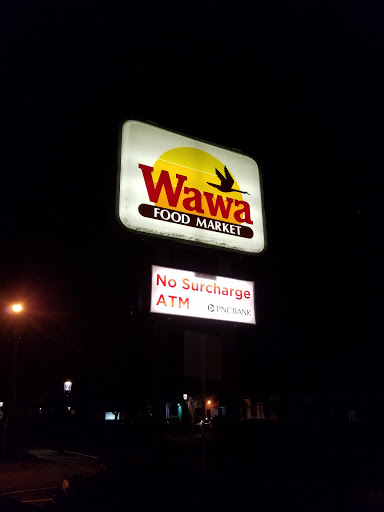 Wawa
FOOD MARKET
No Surcharge
ATM PNC BANK